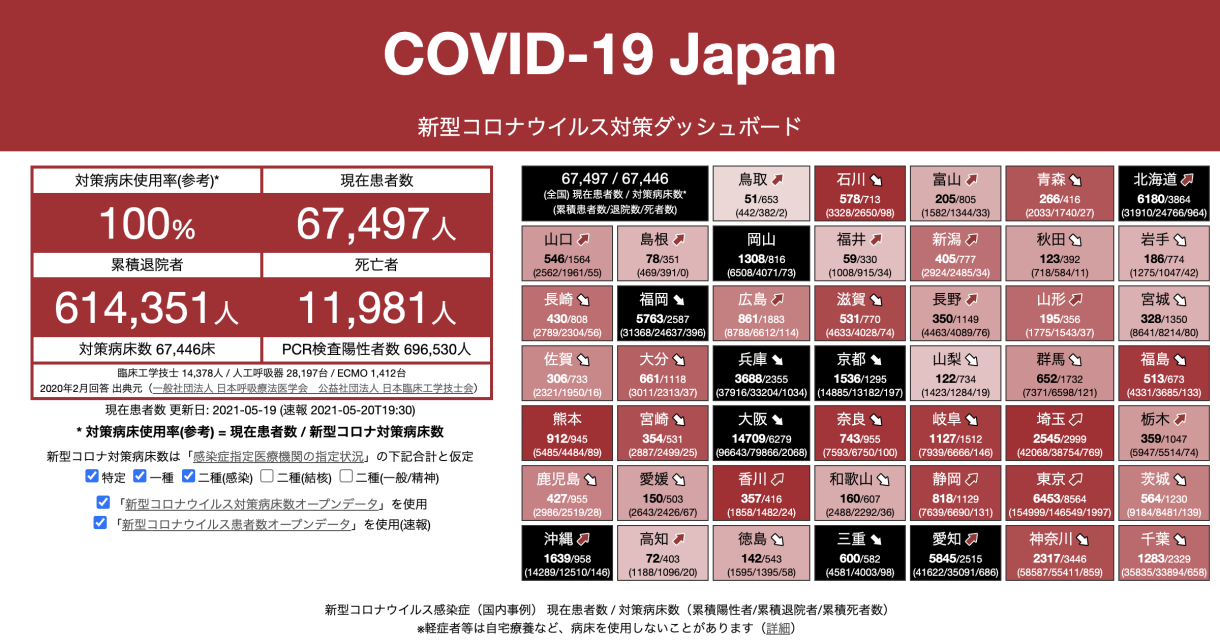 COVID-19 Japan
新型コロナウイルス対策ダッシュボード
対策病床使用率(参考)*
現在患者数
100%
67,497人
累積退院者
死亡者
614,351人
11,981人
対策病床数 67,446床
PCR検査陽性者数 696,530人
臨床工学技士 14,378人 / 人工呼吸器 28,197台 / ECMO 1,412台
2020年2月回答 出典元（一般社団法人 日本呼吸療法医学会　公益社団法人 日本臨床工学技士会）
現在患者数 更新日: 2021-05-19 (速報 2021-05-20T19:30)
* 対策病床使用率(参考) = 現在患者数 / 新型コロナ対策病床数
新型コロナ対策病床数は「感染症指定医療機関の指定状況」の下記合計と仮定
特定 一種 二種(感染) 二種(結核) 二種(一般/精神)
「新型コロナウイルス対策病床数オープンデータ」を使用
「新型コロナウイルス患者数オープンデータ」を使用(速報)
67,497 / 67,446
(全国) 現在患者数 / 対策病床数*
(累積患者数/退院数/死者数)
鳥取
51/653
(442/382/2)
石川
578/713
(3328/2650/98)
富山
205/805
(1582/1344/33)
青森
266/416
(2033/1740/27)
北海道
6180/3864
(31910/24766/964)
山口
546/1564
(2562/1961/55)
島根
78/351
(469/391/0)
岡山
1308/816
(6508/4071/73)
福井
59/330
(1008/915/34)
新潟
405/777
(2924/2485/34)
秋田
123/392
(718/584/11)
岩手
186/774
(1275/1047/42)
長崎
430/808
(2789/2304/56)
福岡
5763/2587
(31368/24637/396)
広島
861/1883
(8788/6612/114)
滋賀
531/770
(4633/4028/74)
長野
350/1149
(4463/4089/76)
山形
195/356
(1775/1543/37)
宮城
328/1350
(8641/8214/80)
佐賀
306/733
(2321/1950/16)
大分
661/1118
(3011/2313/37)
兵庫
3688/2355
(37916/33204/1034)
京都
1536/1295
(14885/13182/197)
山梨
122/734
(1423/1284/19)
群馬
652/1732
(7371/6598/121)
福島
513/673
(4331/3685/133)
熊本
912/945
(5485/4484/89)
宮崎
354/531
(2887/2499/25)
大阪
14709/6279
(96643/79866/2068)
奈良
743/955
(7593/6750/100)
岐阜
1127/1512
(7939/6666/146)
埼玉
2545/2999
(42068/38754/769)
栃木
359/1047
(5947/5514/74)
鹿児島
427/955
(2986/2519/28)
愛媛
150/503
(2643/2426/67)
香川
357/416
(1858/1482/24)
和歌山
160/607
(2488/2292/36)
静岡
818/1129
(7639/6690/131)
東京
6453/8564
(154999/146549/1997)
茨城
564/1230
(9184/8481/139)
沖縄
1639/958
(14289/12510/146)
高知
72/403
(1188/1096/20)
徳島
142/543
(1595/1395/58)
三重
600/582
(4581/4003/98)
愛知
5845/2515
(41622/35091/686)
神奈川
2317/3446
(58587/55411/859)
千葉
1283/2329
(35835/33894/658)
新型コロナウイルス感染症（国内事例） 現在患者数 / 対策病床数（累積陽性者/累積退院者/累積死者数）
※軽症者等は自宅療養など、病床を使用しないことがあります（詳細）